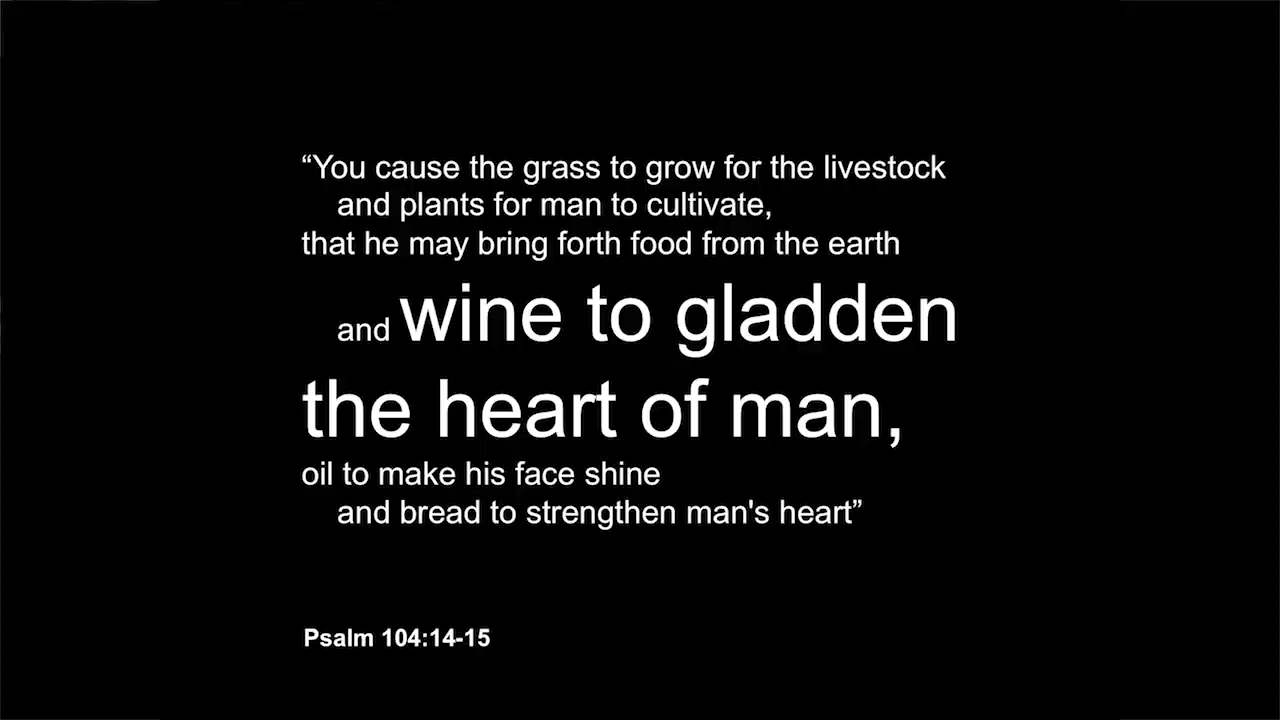 “You cause the grass to grow for the livestock
and plants for man to cultivate,
that he may bring forth food from the earth
and wine to gladden
the heart of man,
oil to make his face shine
and bread to strengthen man's heart”
Psalm 104:14-15